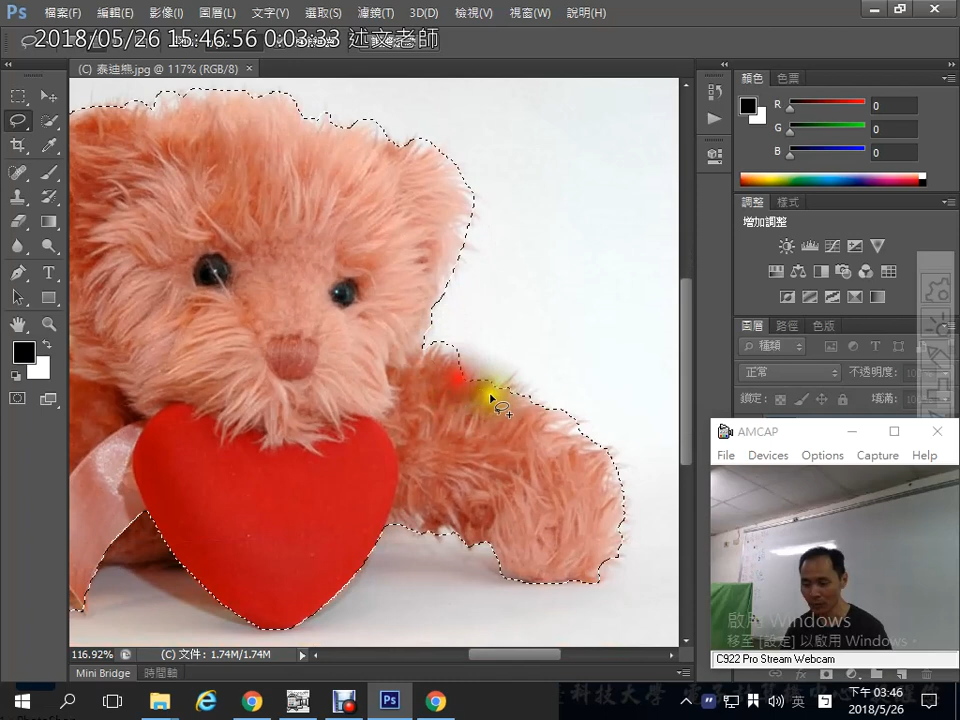 Ps 檔案(F) 編輯(E) 影像(I) 圖層(L) 文字(Y) 選取(S) 濾鏡(T) 3D(D) 檢視(V) 視窗(W) 說明(H)
2018/05/26 15:46:56 0:03:33 述文老師
(C) 泰迪熊.jpg @ 117% (RGB/8) ×
顏色 色票
R 0
G 0
B 0
調整 樣式
增加調整
圖層 路徑 色版
種類
正常 不透明度:
鎖定: 填滿:
AMCAP
File Devices Options Capture Help
啟用 Windows
移至 [設定] 以啟用 Windows。
C922 Pro Stream Webcam
116.92% (C) 文件: 1.74M/1.74M
Mini Bridge 時間軸
科技大學
Ps 英 下午 03:46
2018/5/26